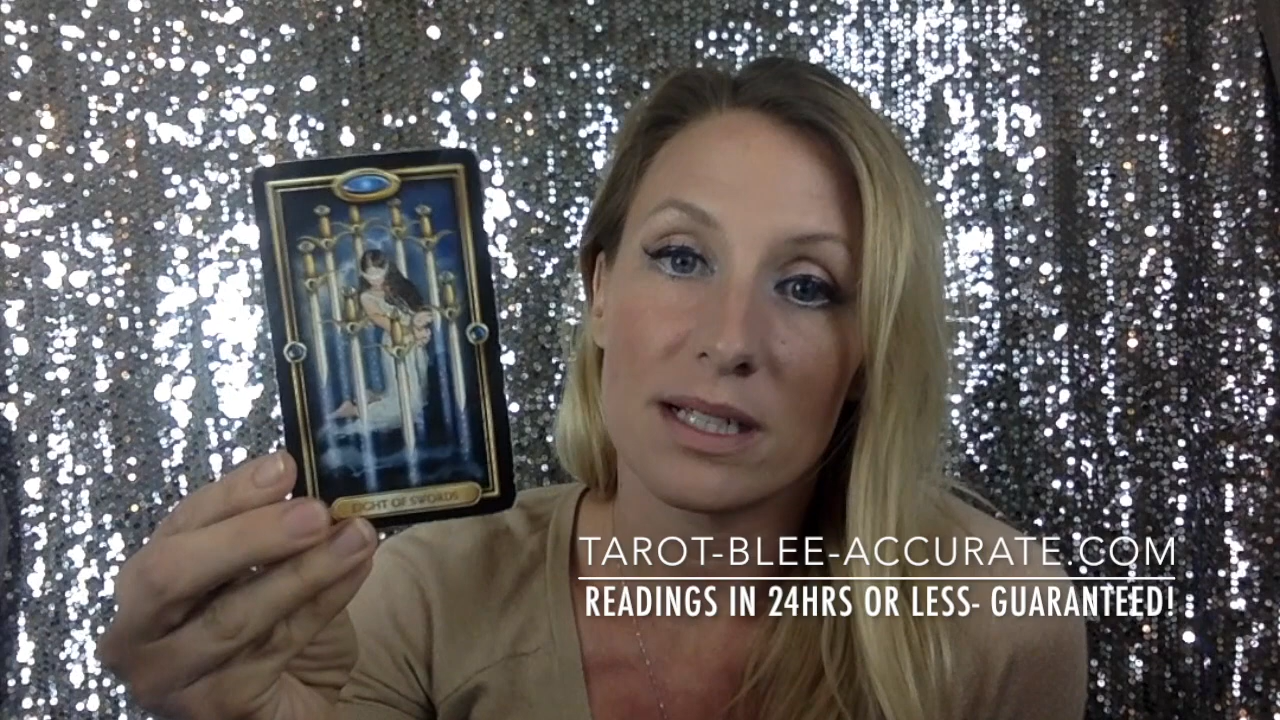 EIGHT OF SWORDS
TAROT-BLEE-ACCURATE.COM
READINGS IN 24HRS OR LESS- GUARANTEED!